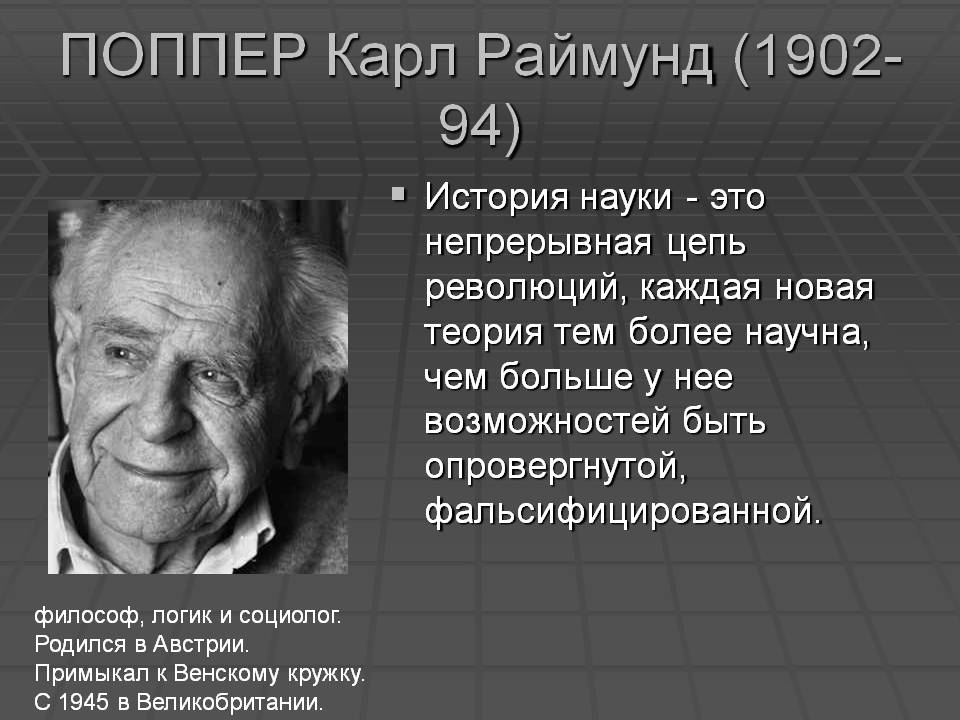 ПОППЕР Карл Раймунд (1902-
94)
История науки - это
непрерывная цепь
революций, каждая новая
теория тем более научна,
чем больше у нее
возможностей быть
опровергнутой,
фальсифицированной.
философ, логик и социолог.
Родился в Австрии.
Примыкал к Венскому кружку.
С 1945 в Великобритании.